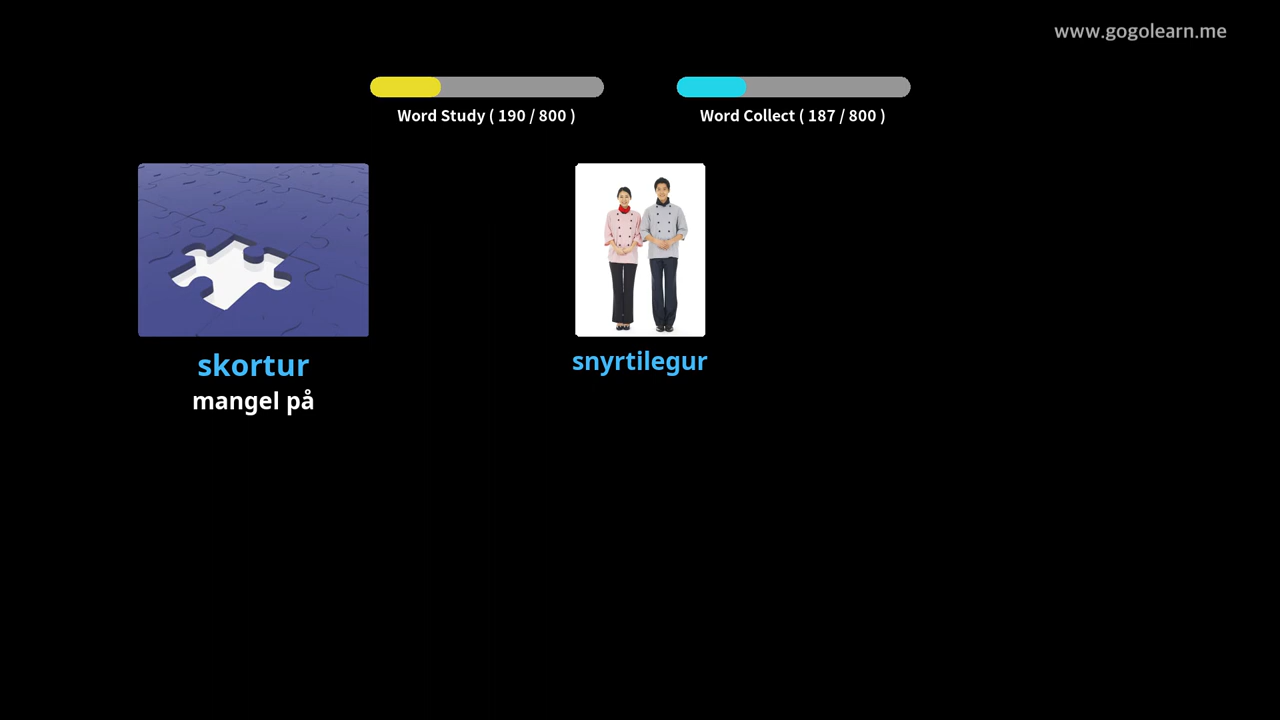 www.gogolearn.me
Word Study ( 190 / 800 )
Word Collect ( 187 / 800 )
skortur
mangel på
snyrtilegur